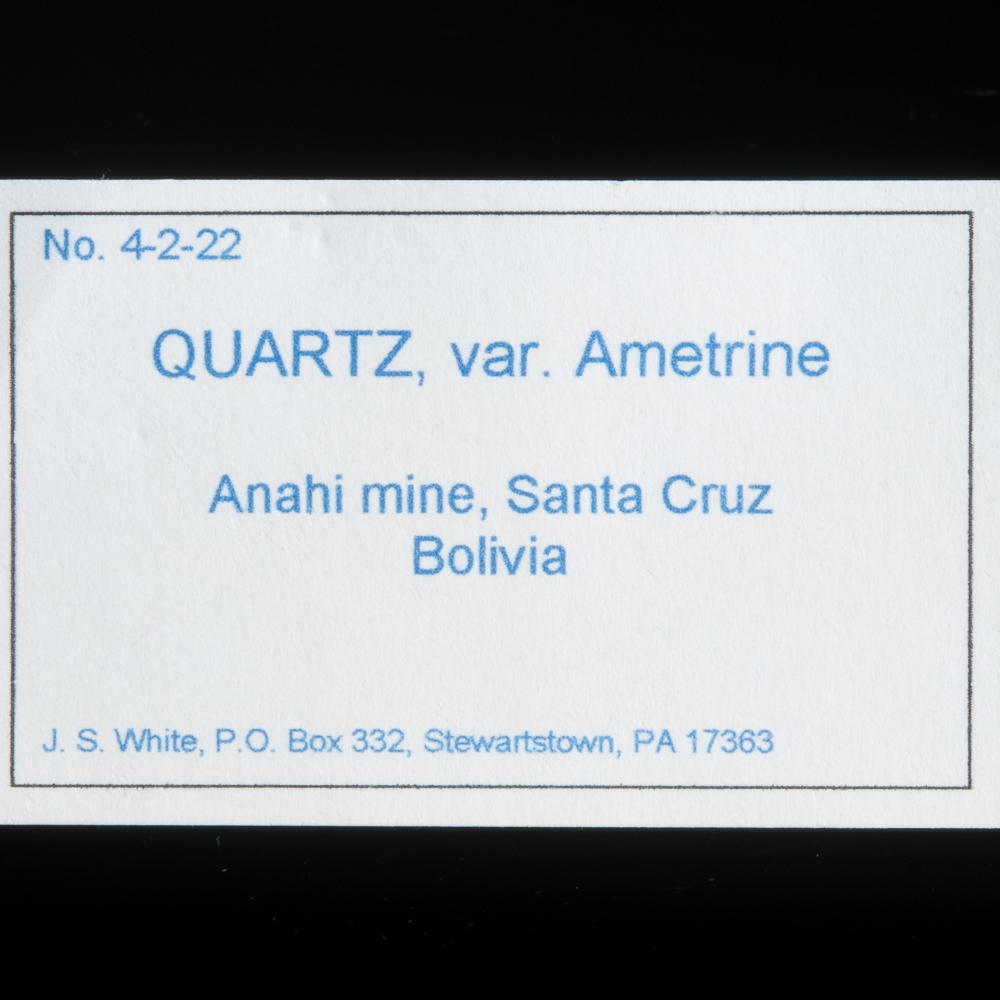 No. 4-2-22
QUARTZ, var. Ametrine
Anahi mine, Santa Cruz
Bolivia
J. S. White, P.O. Box 332, Stewartstown, PA 17363